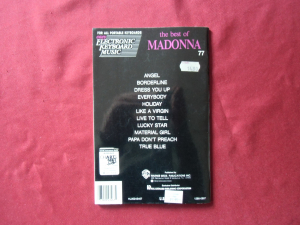 FOR ALL PORTABLE KEYBOARDS
ELECTRONIC
KEYBOARD
MUSIC
the best of
MADONNA
77
ANGEL
BORDERLINE
DRESS YOU UP
EVERYBODY
HOLIDAY
LIKE A VIRGIN
LIVE TO TELL
LUCKY STAR
MATERIAL GIRL
PAPA DON'T PREACH
TRUE BLUE